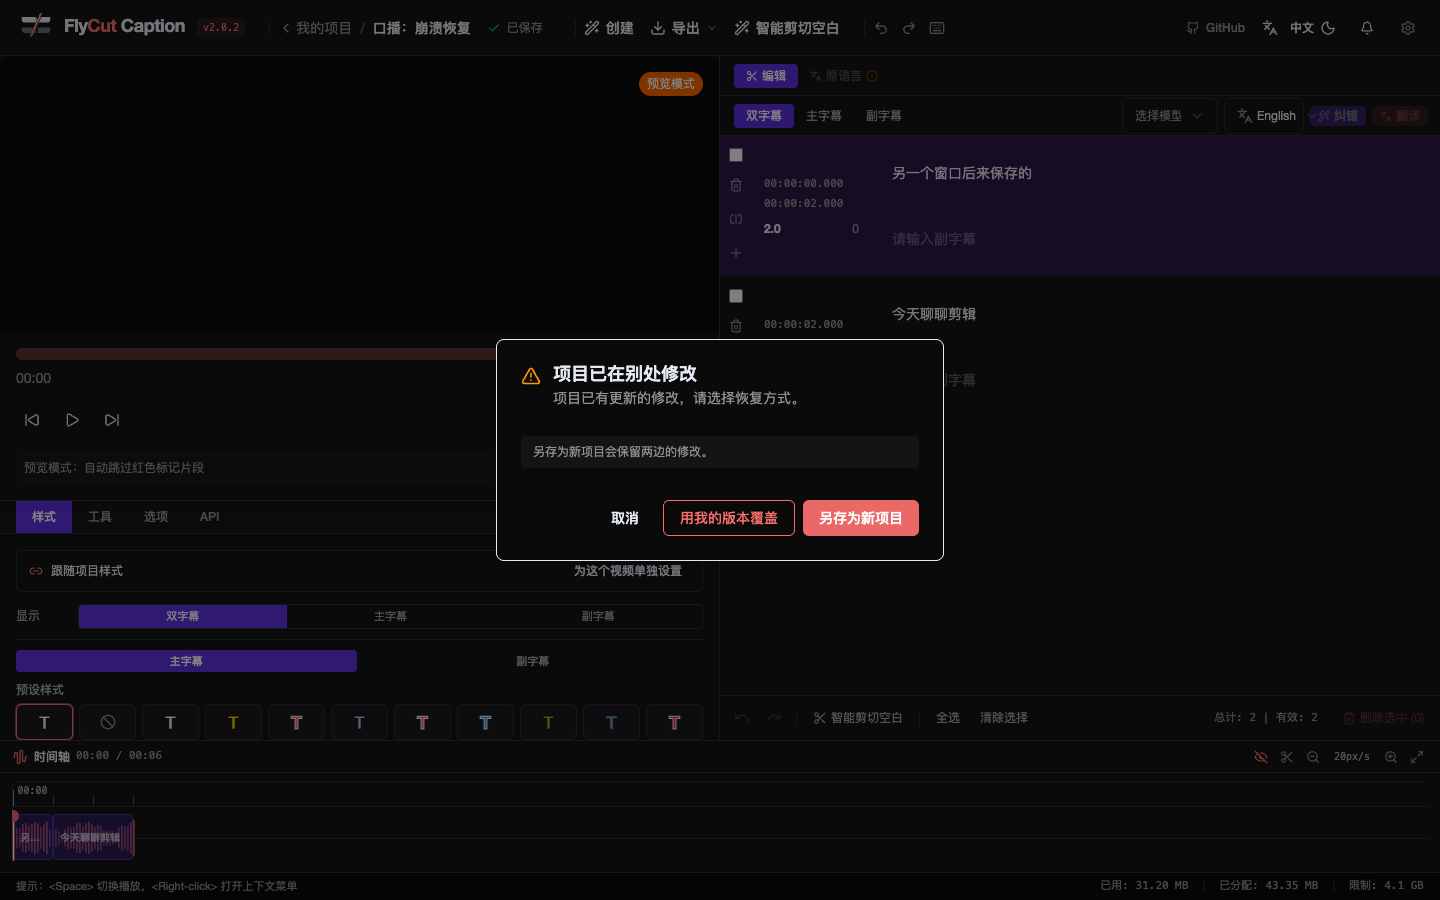 FlyCut Caption v2.0.2 我的项目 / 口播：崩溃恢复 已保存 创建 导出 智能剪切空白 GitHub 中文
预览模式
编辑 原语言
双字幕 主字幕 副字幕 选择模型 English 纠错 翻译
00:00:00.000
00:00:02.000
2.0 0
另一个窗口后来保存的
请输入副字幕
00:00:02.000
今天聊聊剪辑
字幕
00:00
预览模式：自动跳过红色标记片段
项目已在别处修改
项目已有更新的修改，请选择恢复方式。
另存为新项目会保留两边的修改。
取消 用我的版本覆盖 另存为新项目
样式 工具 选项 API
跟随项目样式 为这个视频单独设置
显示 双字幕 主字幕 副字幕
主字幕 副字幕
预设样式
T T T T T T T T T T
智能剪切空白 全选 清除选择 总计: 2 | 有效: 2 删除选中 (0)
时间轴 00:00 / 00:06 20px/s
00:00
另... 今天聊聊剪辑
提示：<Space> 切换播放，<Right-click> 打开上下文菜单 已用: 31.20 MB 已分配: 43.35 MB 限制: 4.1 GB